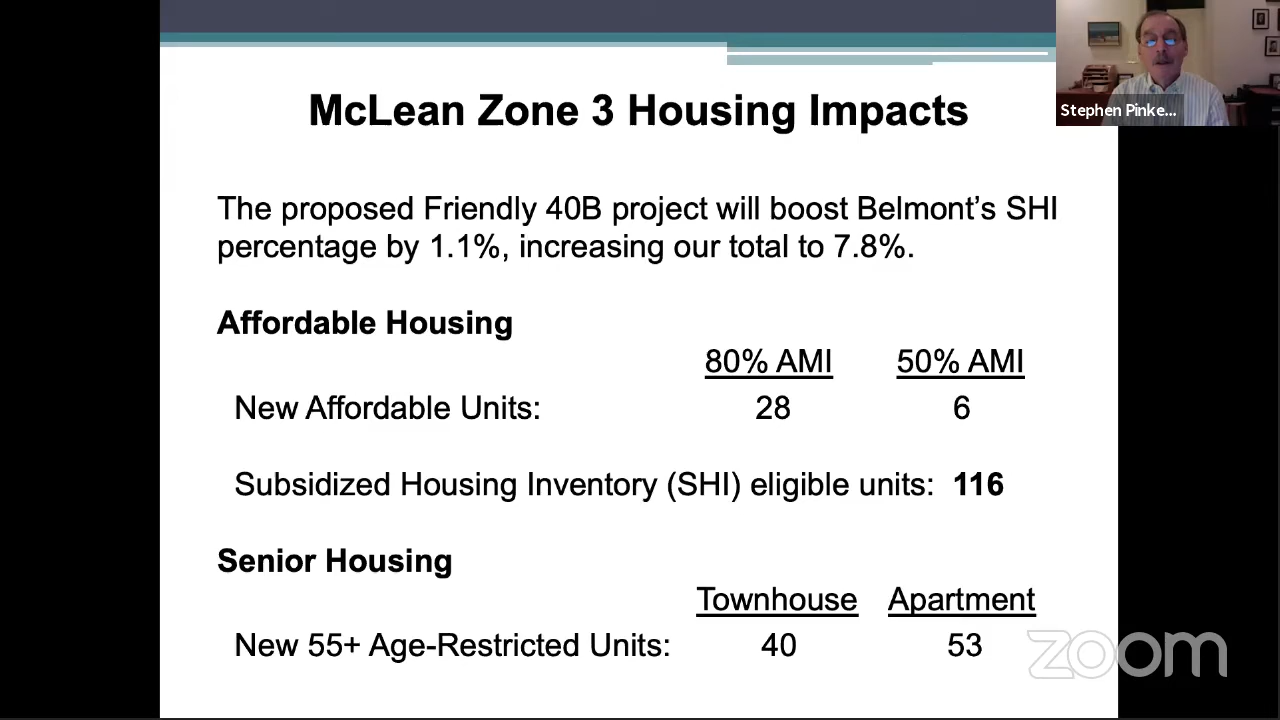 McLean Zone 3 Housing Impacts
Stephen Pinke...
The proposed Friendly 40B project will boost Belmont’s SHI
percentage by 1.1%, increasing our total to 7.8%.
Affordable Housing
80% AMI 50% AMI
New Affordable Units: 28 6
Subsidized Housing Inventory (SHI) eligible units: 116
Senior Housing
Townhouse Apartment
New 55+ Age-Restricted Units: 40 53
zoom